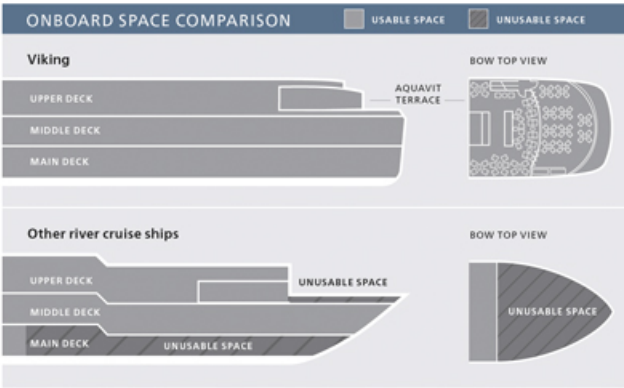 ONBOARD SPACE COMPARISON
USABLE SPACE
UNUSABLE SPACE
Viking
BOW TOP VIEW
UPPER DECK
AQUAVIT
TERRACE
MIDDLE DECK
MAIN DECK
Other river cruise ships
BOW TOP VIEW
UPPER DECK
UNUSABLE SPACE
MIDDLE DECK
UNUSABLE SPACE
MAIN DECK
UNUSABLE SPACE